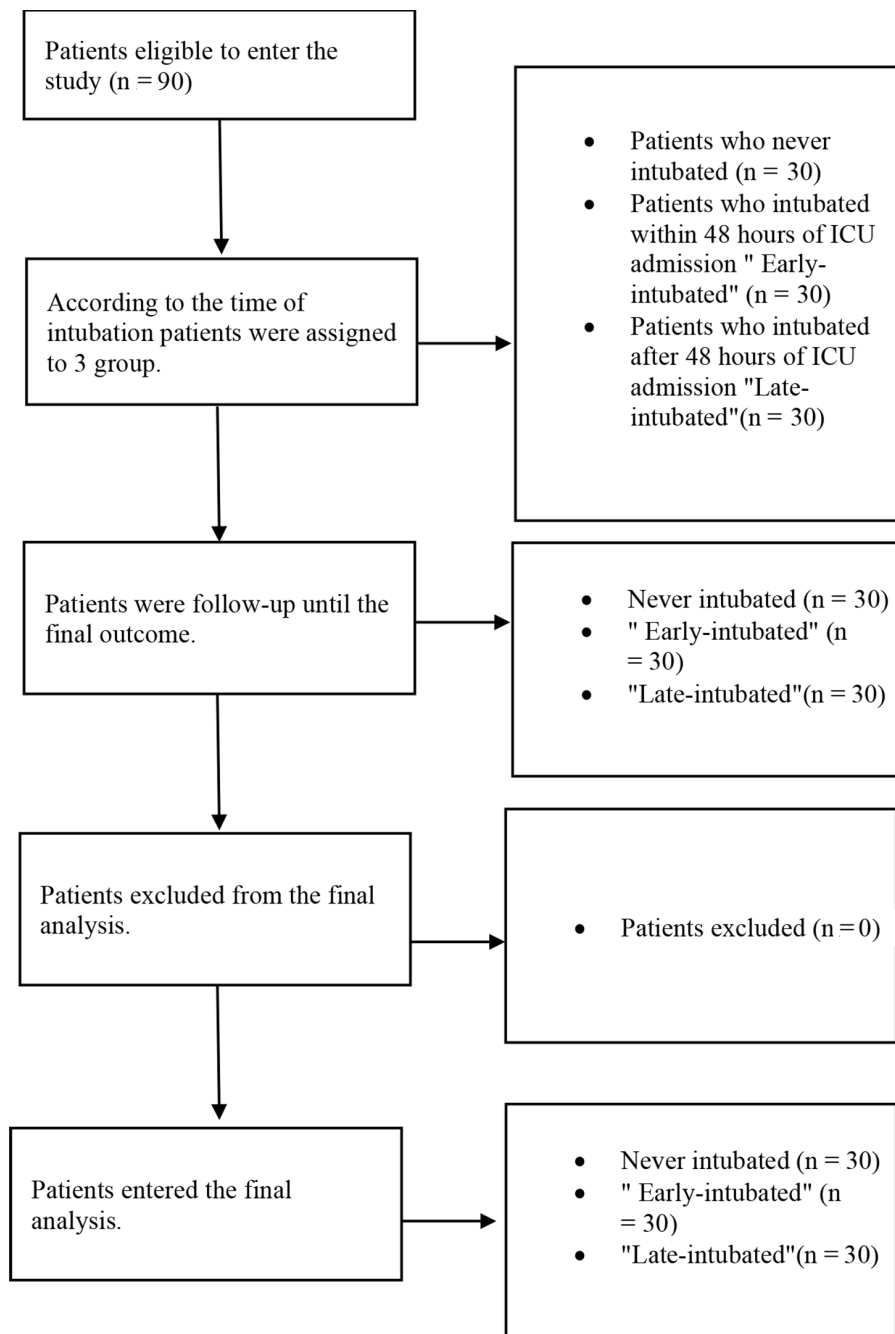 Patients eligible to enter the
study (n = 90)
• Patients who never
intubated (n = 30)
• Patients who intubated
within 48 hours of ICU
admission " Early-
intubated" (n = 30)
• Patients who intubated
after 48 hours of ICU
admission "Late-
intubated"(n = 30)
According to the time of
intubation patients were assigned
to 3 group.
Patients were follow-up until the
final outcome.
• Never intubated (n = 30)
• " Early-intubated" (n
= 30)
• "Late-intubated"(n = 30)
Patients excluded from the final
analysis.
• Patients excluded (n = 0)
Patients entered the final
analysis.
• Never intubated (n = 30)
• " Early-intubated" (n
= 30)
• "Late-intubated"(n = 30)